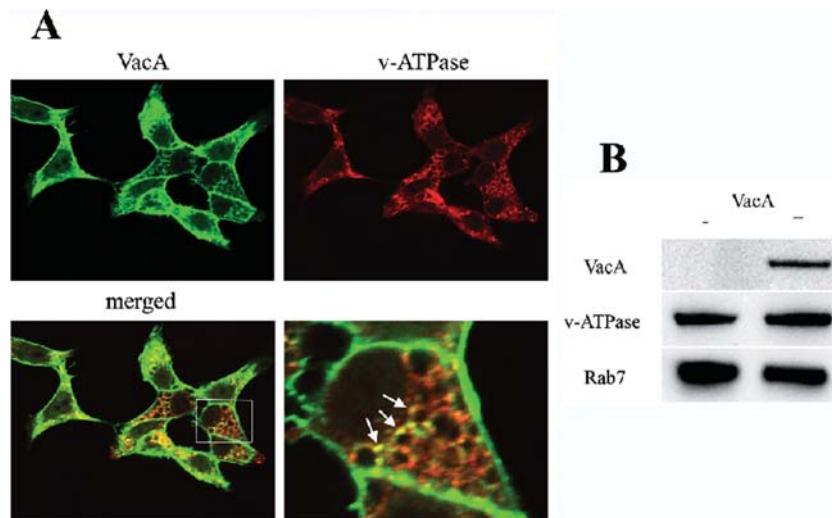 A
VacA
v-ATPase
merged
B
VacA
- –
VacA
v-ATPase
Rab7